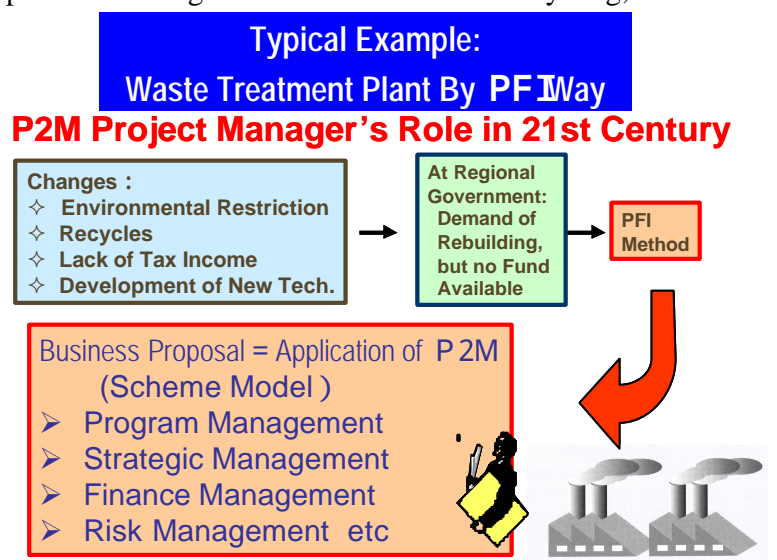 Typical Example:
Waste Treatment Plant By PFI Way
P2M Project Manager's Role in 21st Century
Changes :
✧ Environmental Restriction
✧ Recycles
✧ Lack of Tax Income
✧ Development of New Tech.
At Regional
Government:
Demand of
Rebuilding,
but no Fund
Available
PFI
Method
Business Proposal = Application of P2M
(Scheme Model )
➢ Program Management
➢ Strategic Management
➢ Finance Management
➢ Risk Management etc